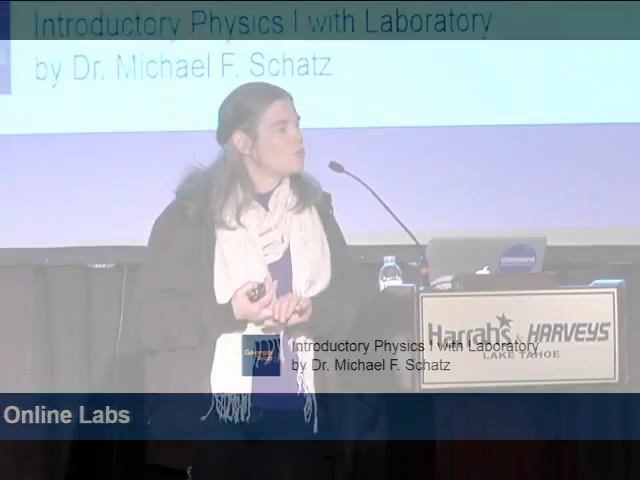 Introductory Physics I with Laboratory
by Dr. Michael F. Schatz
coursera
Harrah's HARVEYS
LAKE TAHOE
Introductory Physics I with Laboratory
by Dr. Michael F. Schatz
Online Labs